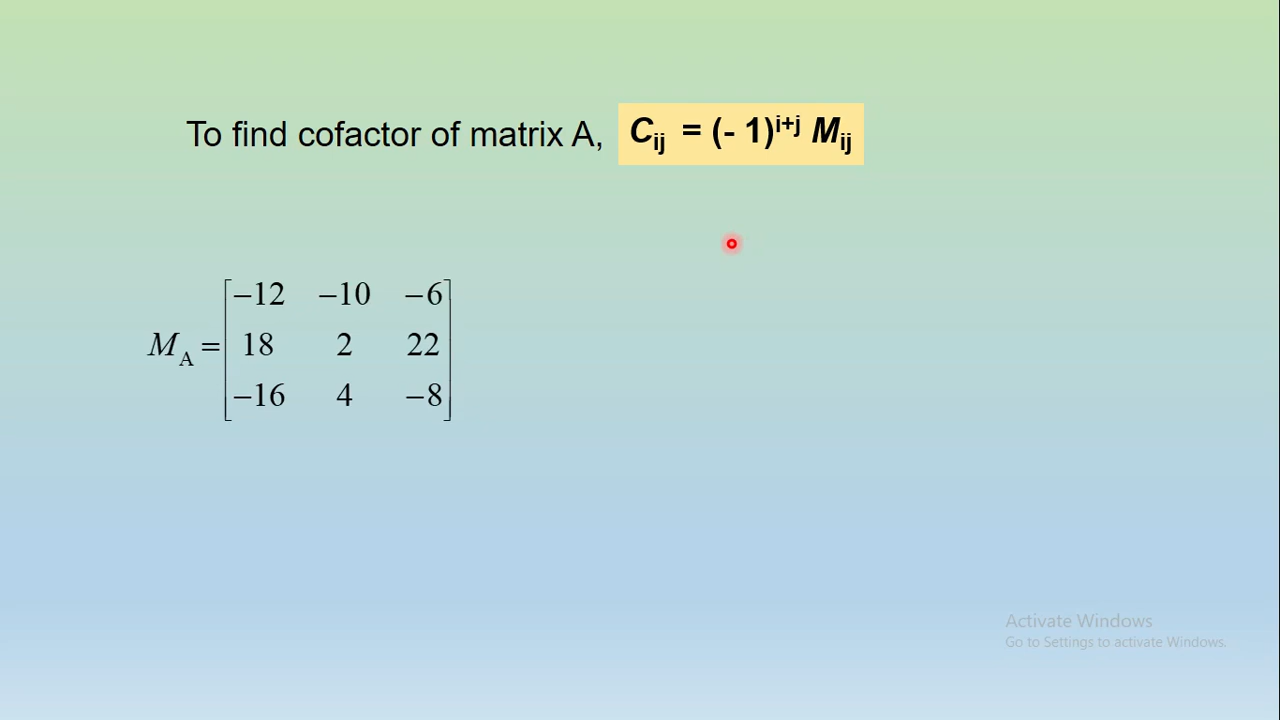 To find cofactor of matrix A, Cij = (- 1)i+j Mij
−12 −10 −6
MA = 18 2 22
−16 4 −8
Activate Windows
Go to Settings to activate Windows.